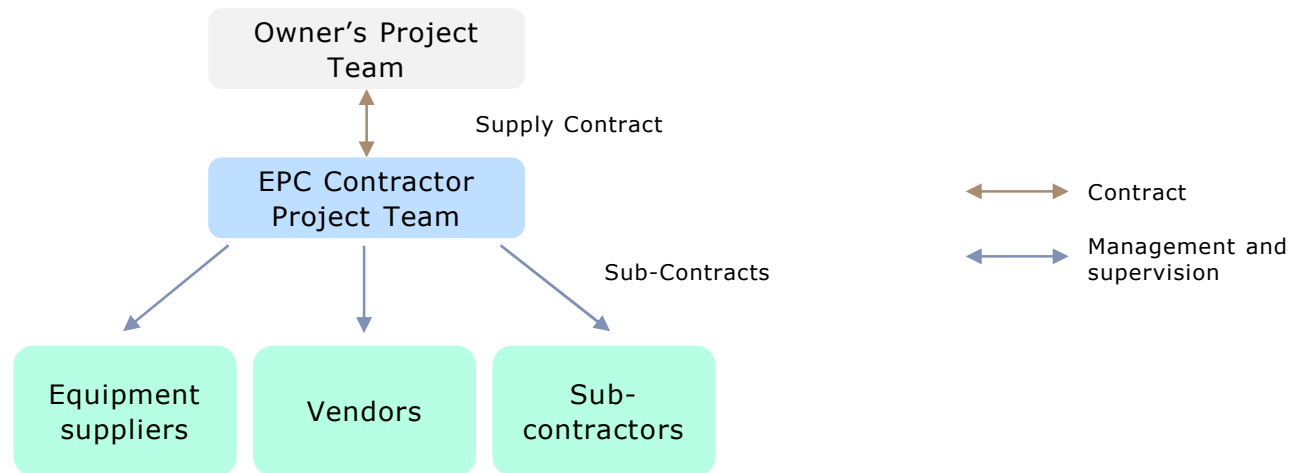 Owner's Project
Team
Supply Contract
EPC Contractor
Project Team
Contract
Management and
supervision
Sub-Contracts
Equipment
suppliers
Vendors
Sub-
contractors